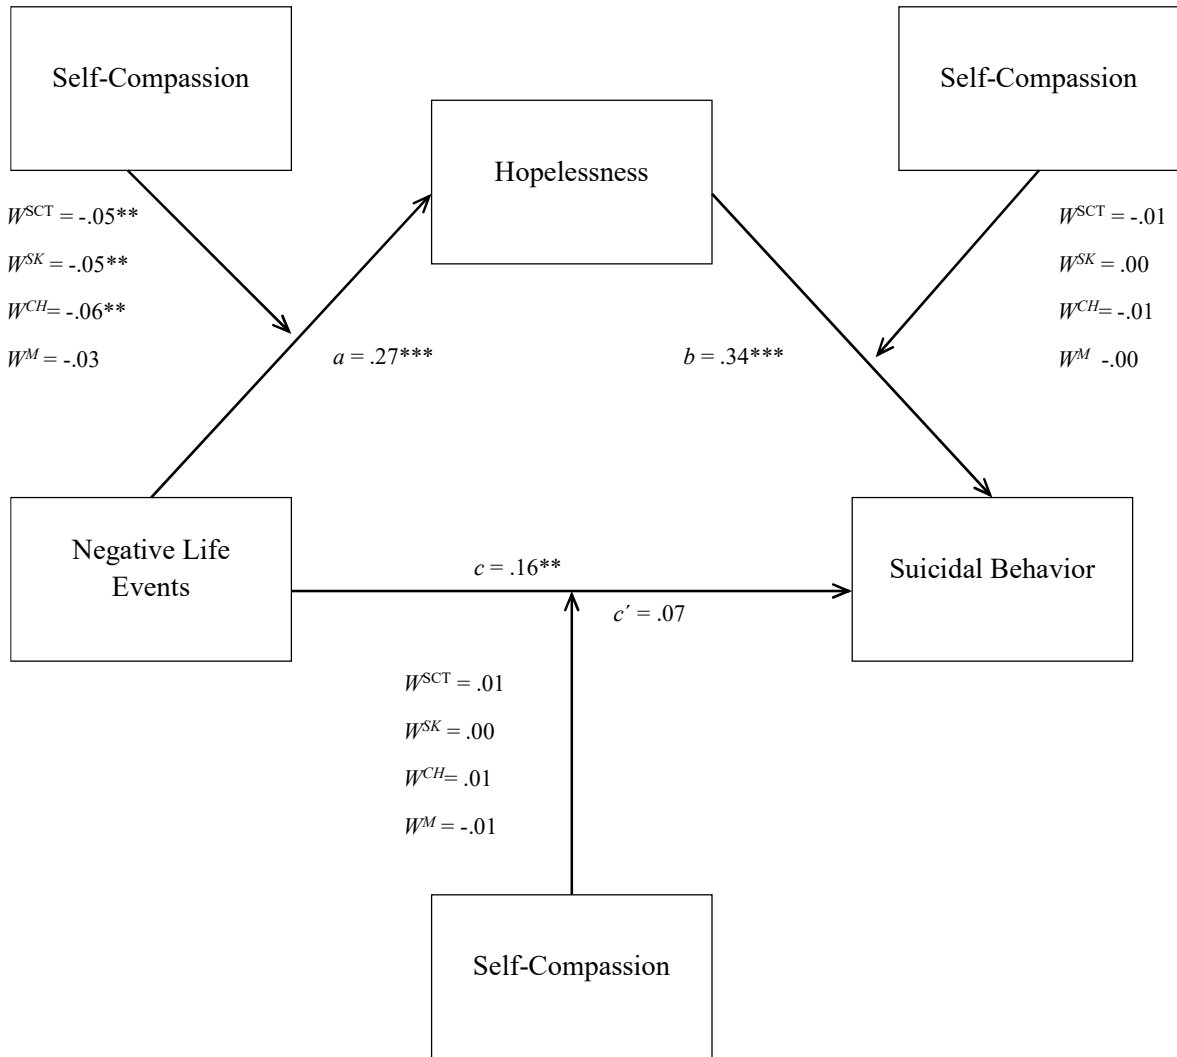 Self-Compassion
Self-Compassion
Hopelessness
W^SCT = -.05**
W^SK = -.05**
W^CH= -.06**
W^M = -.03
W^SCT = -.01
W^SK = .00
W^CH= -.01
W^M -.00
a = .27***
b = .34***
Negative Life
Events
c = .16**
c´ = .07
Suicidal Behavior
W^SCT = .01
W^SK = .00
W^CH= .01
W^M = -.01
Self-Compassion